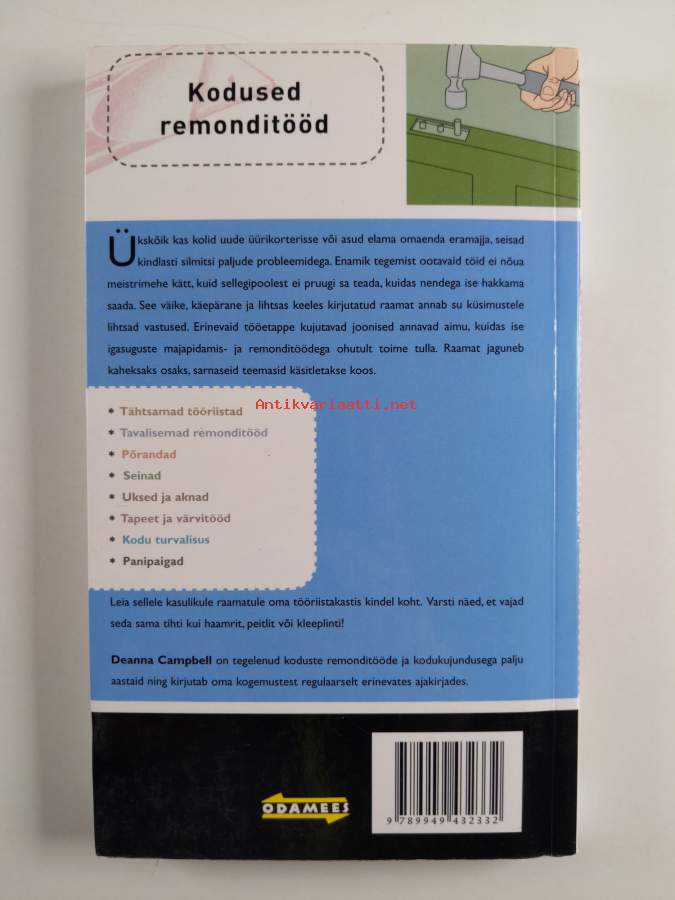 Kodused
remonditööd
Ükskõik kas kolid uude üürikorterisse või asud elama omaenda eramajja, seisad
kindlasti silmitsi paljude probleemidega. Enamik tegemist ootavaid töid ei nõua
meistrimehe kätt, kuid sellegipoolest ei pruugi sa teada, kuidas nendega ise hakkama
saada. See väike, käepärane ja lihtsas keeles kirjutatud raamat annab su küsimustele
lihtsad vastused. Erinevaid tööetappe kujutavad joonised annavad aimu, kuidas ise
igasuguste majapidamis- ja remonditöödega ohutult toime tulla. Raamat jaguneb
kaheksaks osaks, sarnaseid teemasid käsitletakse koos.
Antikvariaatti.net
* Tähtsamad tööriistad
* Tavalisemad remonditööd
* Põrandad
* Seinad
* Uksed ja aknad
* Tapeet ja värvitööd
* Kodu turvalisus
* Panipaigad
Leia sellele kasulikule raamatule oma tööriistakastis kindel koht. Varsti näed, et vajad
seda sama tihti kui haamrit, peitlit või kleeplinti!
Deanna Campbell on tegelenud koduste remonditööde ja kodukujundusega palju
aastaid ning kirjutab oma kogemustest regulaarselt erinevates ajakirjades.
ODAMEES
9 789949 432332